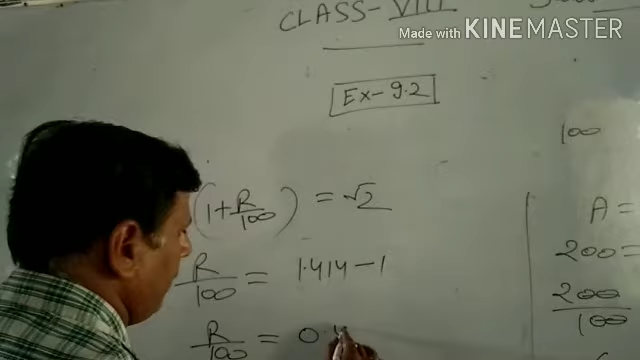 CLASS-VIII
Made with KINEMASTER
Ex-9.2
100
(1+R/100) = √2
A =
R/100 = 1.414-1
200=
200/100
R/100 = 0.4